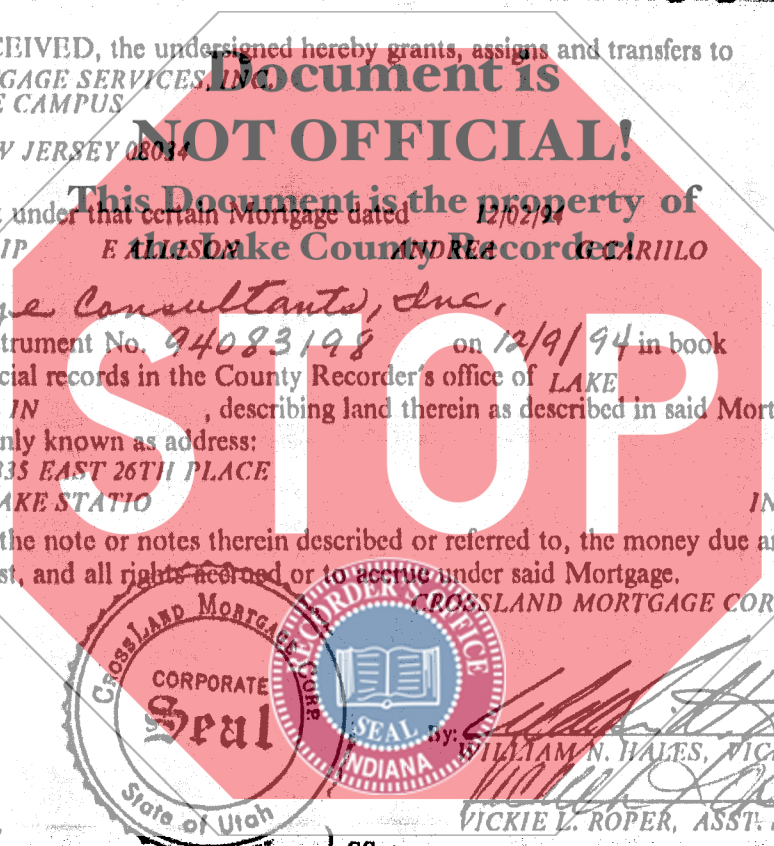 CEIVED, the undersigned hereby grants, assigns and transfers to
GAGE SERVICES, INC.
E CAMPUS
Document is
NOT OFFICIAL!
W JERSEY 08034
This Document is the property of
the Lake County Recorder!
under that certain Mortgage dated 12/02/94
IP E ALLISON ANDREA G CARIILO
e Consultants, Inc.
STOP
trument No. 94083198 on 12/9/94 in book
cial records in the County Recorder's office of LAKE
IN , describing land therein as described in said Mort
nly known as address:
335 EAST 26TH PLACE
AKE STATIO IN
the note or notes therein described or referred to, the money due a
st, and all rights accrued or to accrue under said Mortgage.
CROSSLAND MORTGAGE COR
CROSSLAND MORTGAGE CORP
CORPORATE
Seal
State of Utah
RECORDER'S OFFICE
SEAL
INDIANA
By:
WILLIAM N. HALES, VIC
VICKIE L. ROPER, ASST.